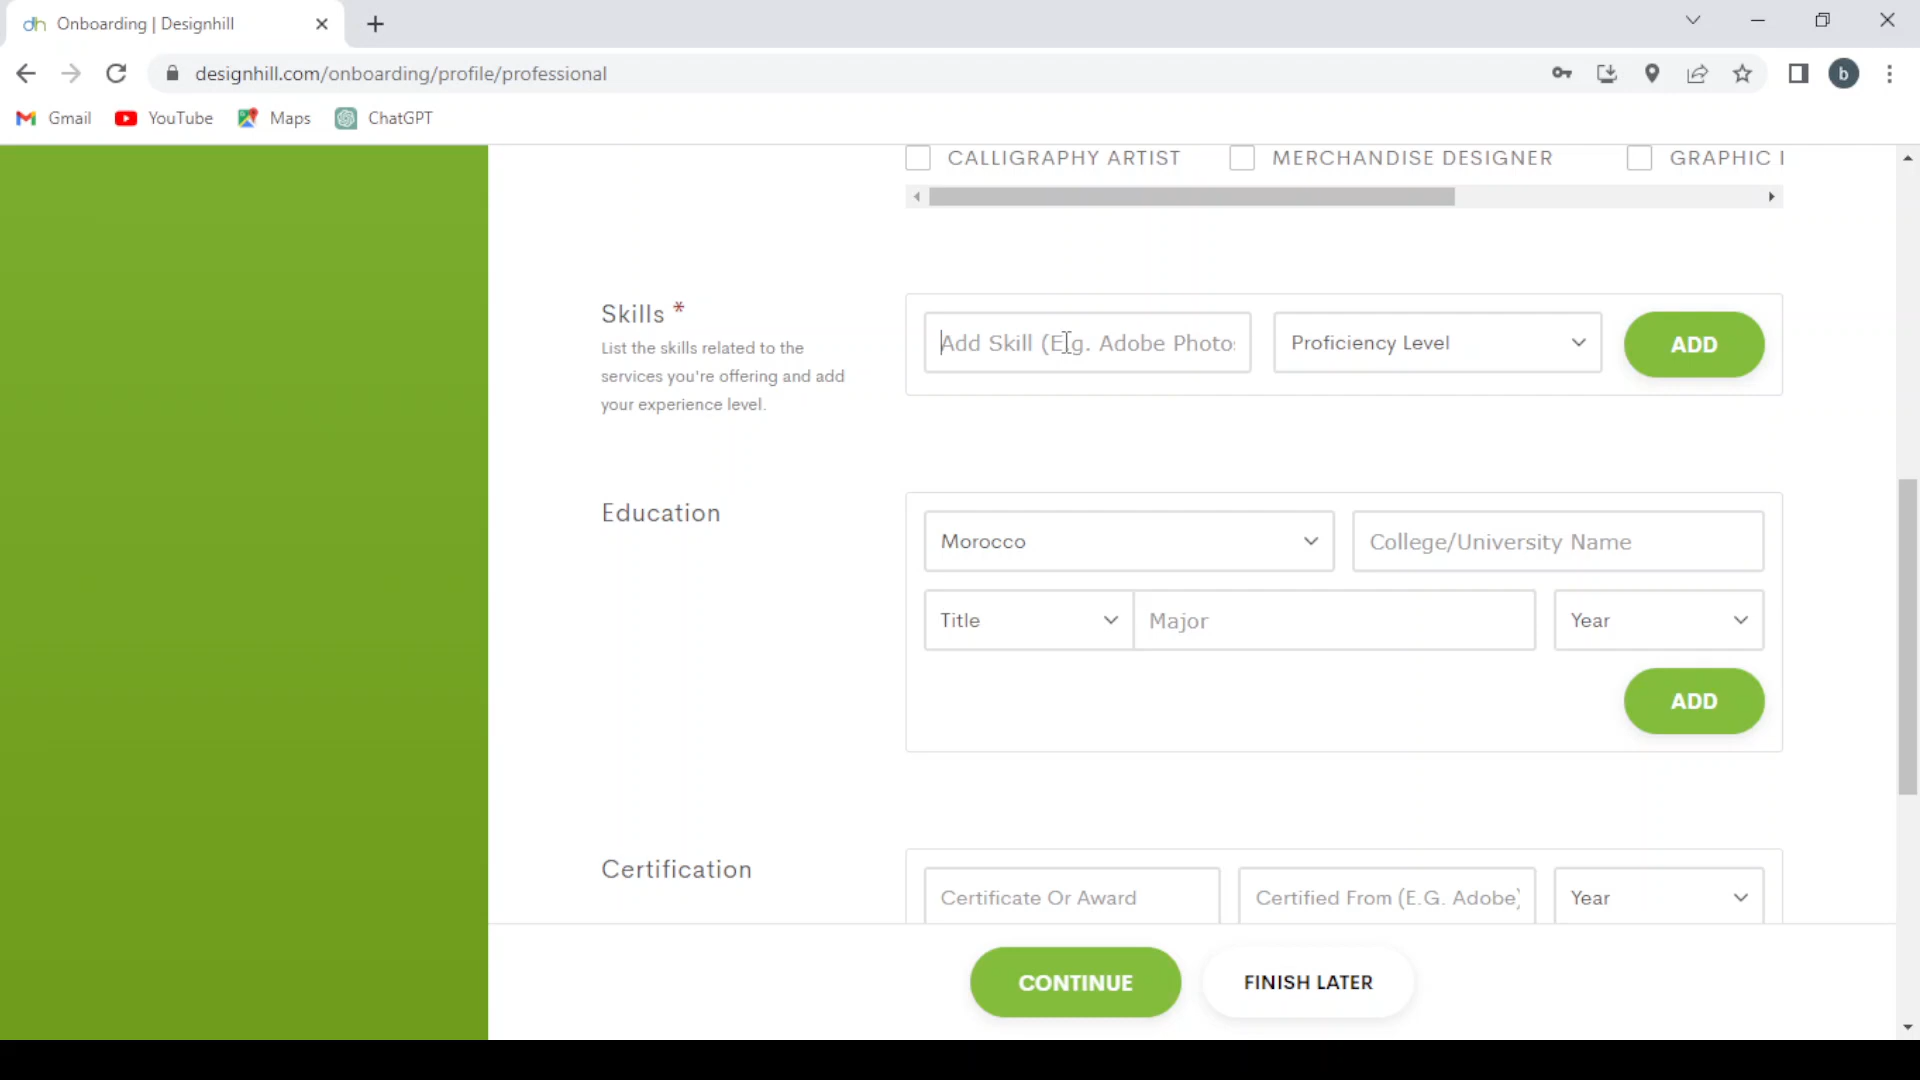 dh Onboarding | Designhill
designhill.com/onboarding/profile/professional
b
Gmail YouTube Maps ChatGPT
CALLIGRAPHY ARTIST MERCHANDISE DESIGNER GRAPHIC
Skills *
List the skills related to the
services you're offering and add
your experience level.
Add Skill (E.g. Adobe Photo Proficiency Level ADD
Education
Morocco College/University Name
Title Major Year
ADD
Certification
Certificate Or Award Certified From (E.G. Adobe) Year
CONTINUE FINISH LATER